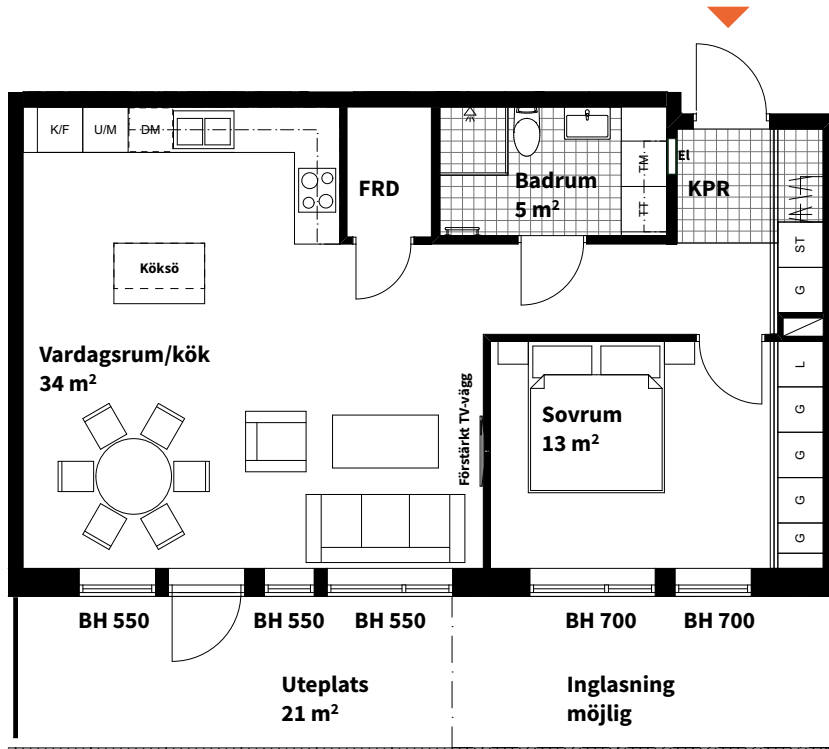 K/F
U/M
DM
FRD
Badrum
5 m²
TM
TT
El
KPR
ST
G
Köksö
Vardagsrum/kök
34 m²
Förstärkt TV-vägg
Sovrum
13 m²
L
G
G
G
G
BH 550
BH 550
BH 550
BH 700
BH 700
Uteplats
21 m²
Inglasning
möjlig